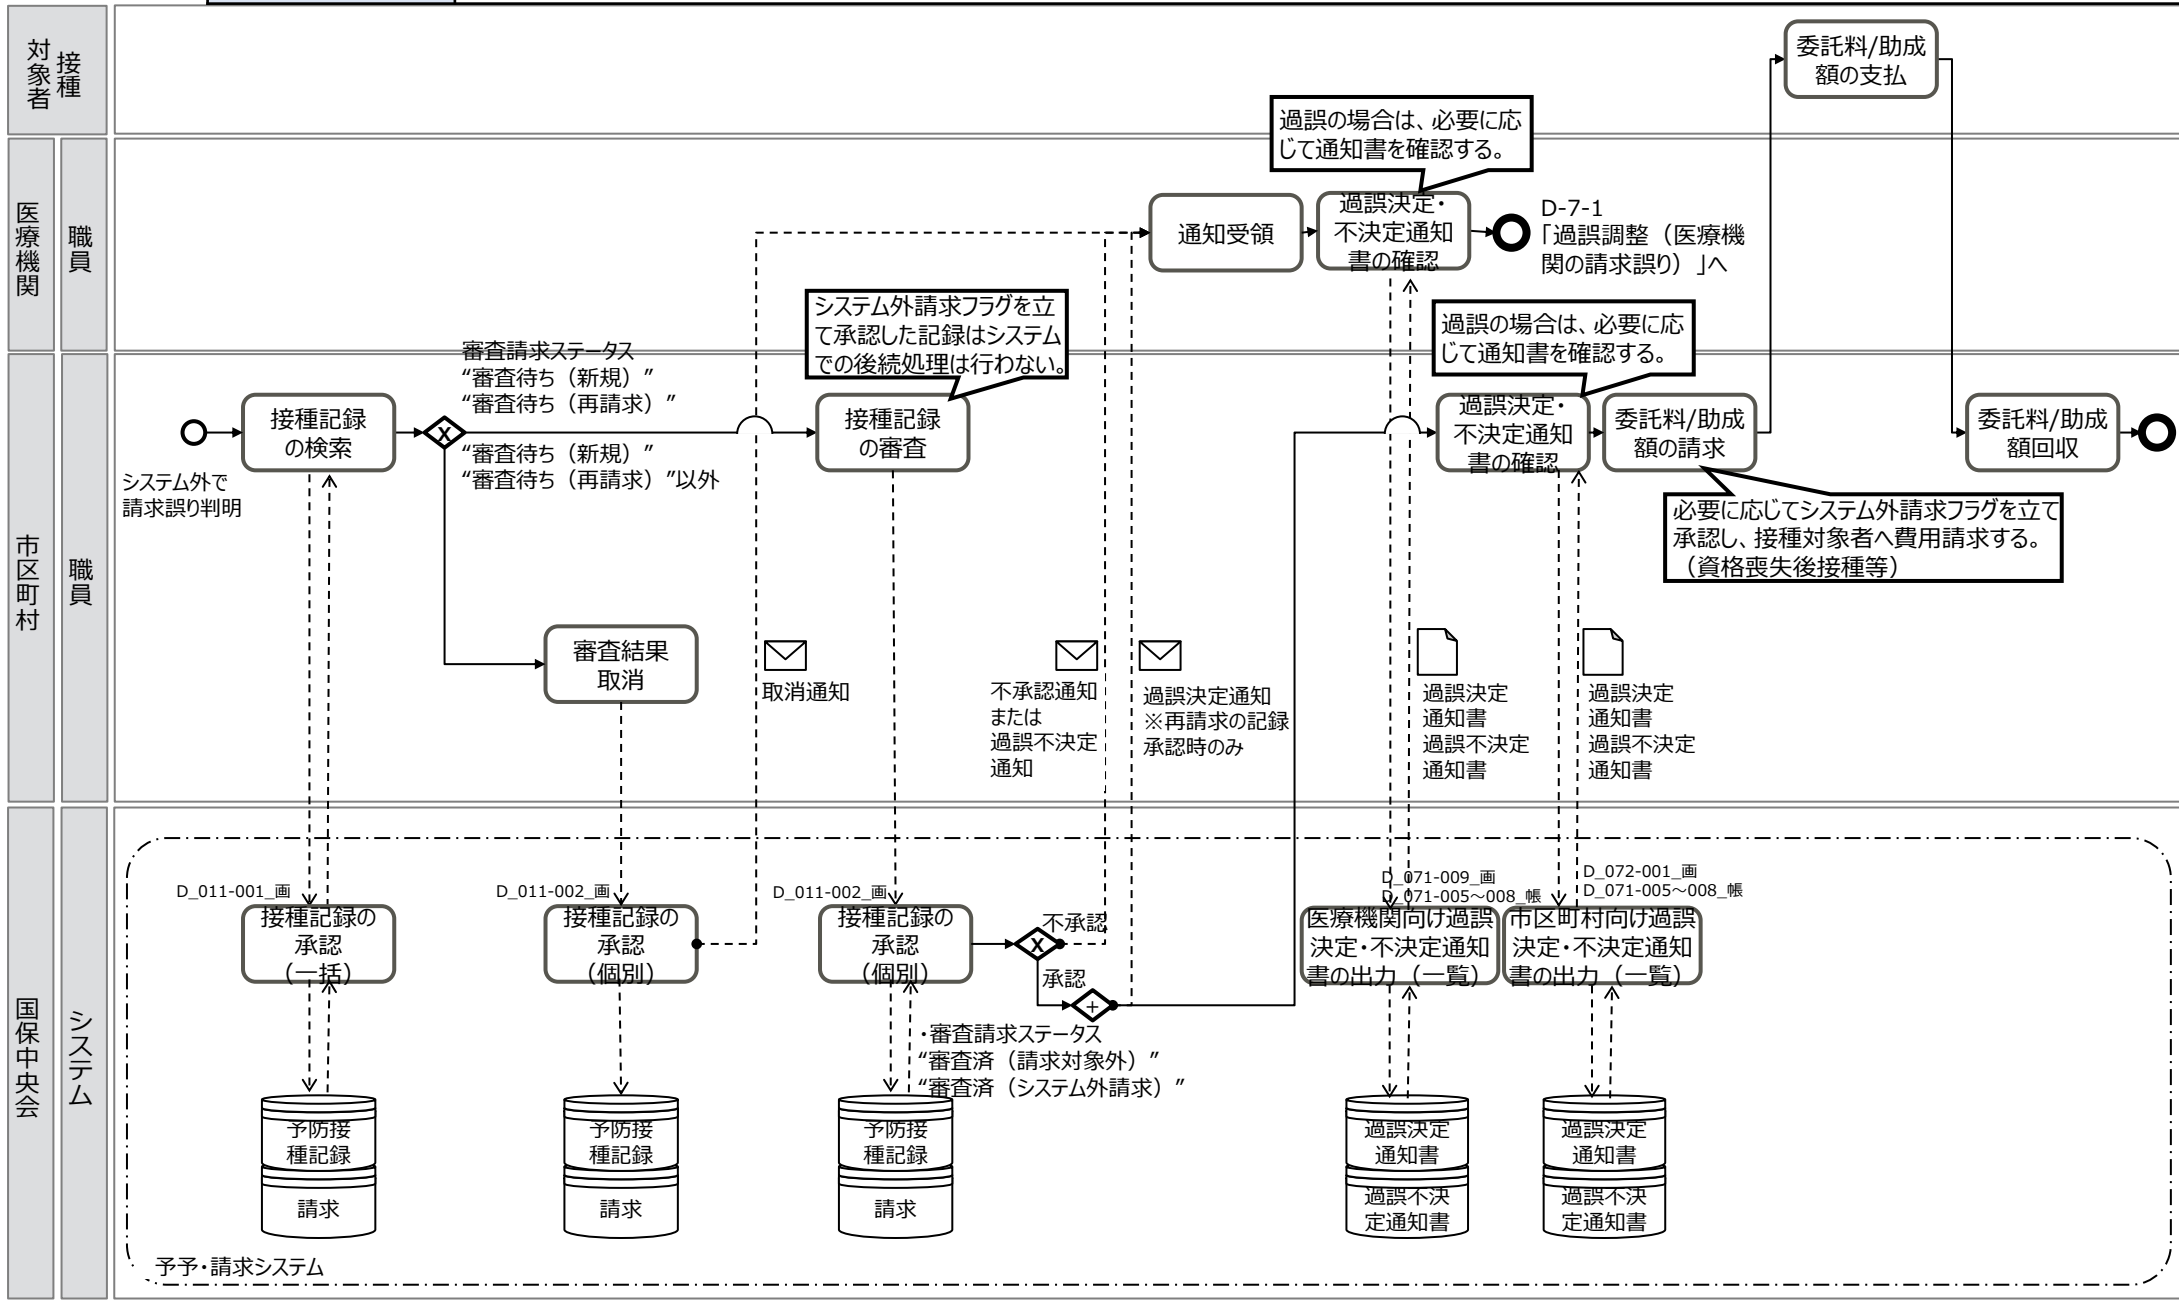 接種
対象者
委託料/助成
額の支払
過誤の場合は、必要に応
じて通知書を確認する。
医療機関
職員
通知受領
過誤決定・
不決定通知
書の確認
D-7-1
「過誤調整（医療機
関の請求誤り）」へ
システム外請求フラグを立
て承認した記録はシステム
での後続処理は行わない。
過誤の場合は、必要に応
じて通知書を確認する。
市区町村
職員
システム外で
請求誤り判明
接種記録
の検索
X
審査請求ステータス
“審査待ち（新規）”
“審査待ち（再請求）”
“審査待ち（新規）”
“審査待ち（再請求）”以外
接種記録
の審査
過誤決定・
不決定通知
書の確認
委託料/助成
額の請求
委託料/助成
額回収
必要に応じてシステム外請求フラグを立て
承認し、接種対象者へ費用請求する。
（資格喪失後接種等）
審査結果
取消
取消通知
不承認通知
または
過誤不決定
通知
過誤決定通知
※再請求の記録
承認時のみ
過誤決定
通知書
過誤不決定
通知書
過誤決定
通知書
過誤不決定
通知書
国保中央会
システム
D_011-001_画
接種記録の
承認
（一括）
D_011-002_画
接種記録の
承認
（個別）
D_011-002_画
接種記録の
承認
（個別）
X
不承認
承認
+
・審査請求ステータス
“審査済（請求対象外）”
“審査済（システム外請求）”
D_071-009_画
D_071-005～008_帳
医療機関向け過誤
決定・不決定通知
書の出力（一覧）
D_072-001_画
D_071-005～008_帳
市区町村向け過誤
決定・不決定通知
書の出力（一覧）
予防接
種記録
請求
予防接
種記録
請求
予防接
種記録
請求
過誤決定
通知書
過誤不決
定通知書
過誤決定
通知書
過誤不決
定通知書
予予・請求システム